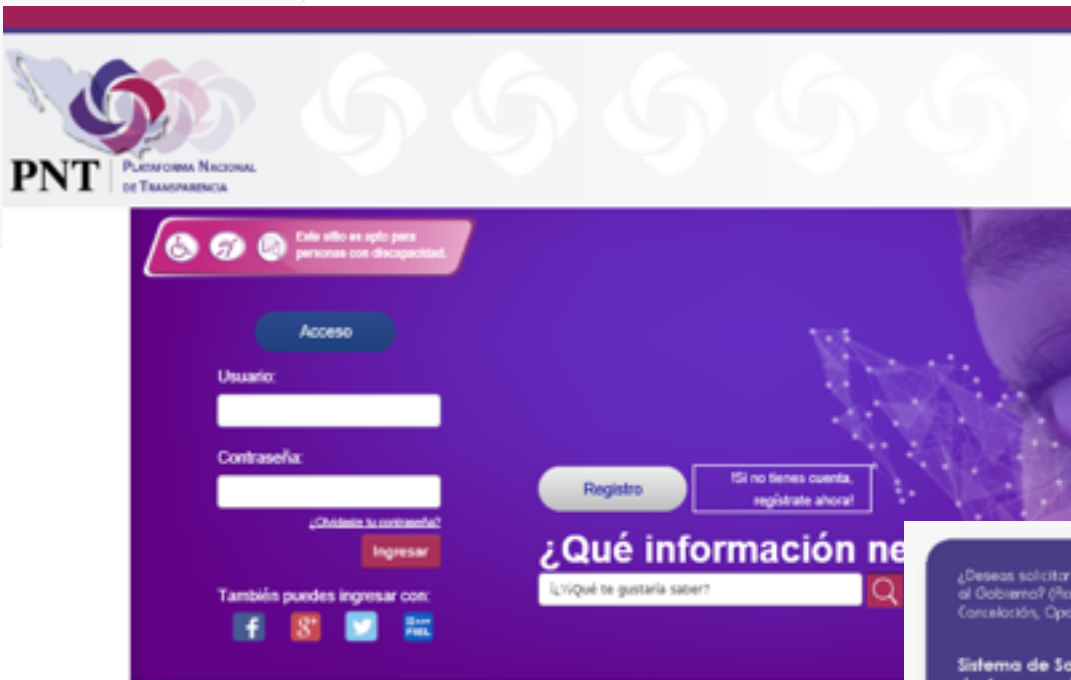 PNT
PLATAFORMA NACIONAL
DE TRANSPARENCIA
Este sitio es apto para
personas con discapacidad.
Acceso
Usuario:
Contraseña:
¿Olvidaste tu contraseña?
Ingresar
También puedes ingresar con:
f
8+
FIEL
Registro
!Si no tienes cuenta,
regístrate ahora!
¿Qué información ne
¿Qué te gustaría saber?
¿Deseas solicitar
al Gobierno?
Cancelación,
Sistema de So